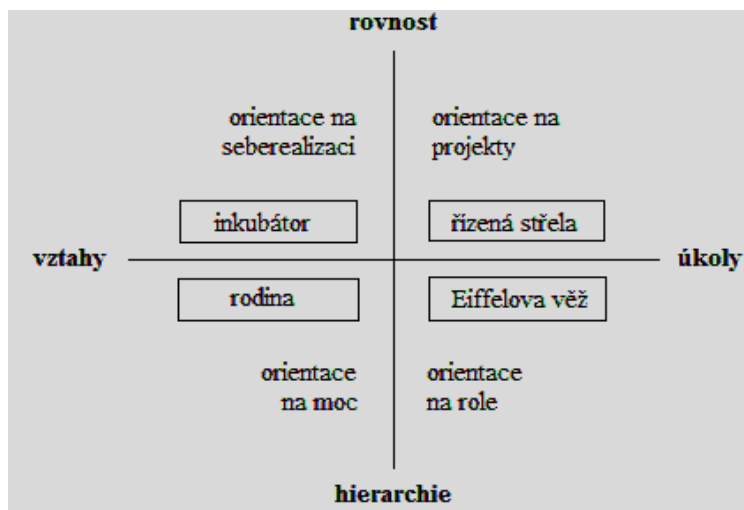 rovnost
orientace na
seberealizaci
orientace na
projekty
inkubátor
řízená střela
vztahy
úkoly
rodina
Eiffelova věž
orientace
na moc
orientace
na role
hierarchie